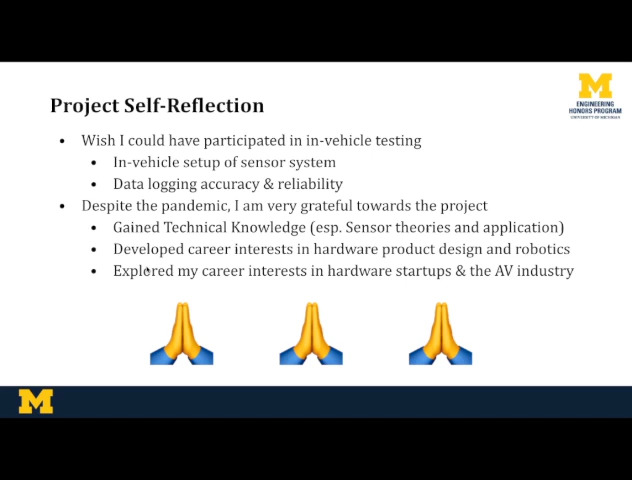 Project Self-Reflection
M
ENGINEERING
HONORS PROGRAM
UNIVERSITY OF MICHIGAN
• Wish I could have participated in in-vehicle testing
• In-vehicle setup of sensor system
• Data logging accuracy & reliability
• Despite the pandemic, I am very grateful towards the project
• Gained Technical Knowledge (esp. Sensor theories and application)
• Developed career interests in hardware product design and robotics
• Explored my career interests in hardware startups & the AV industry
M